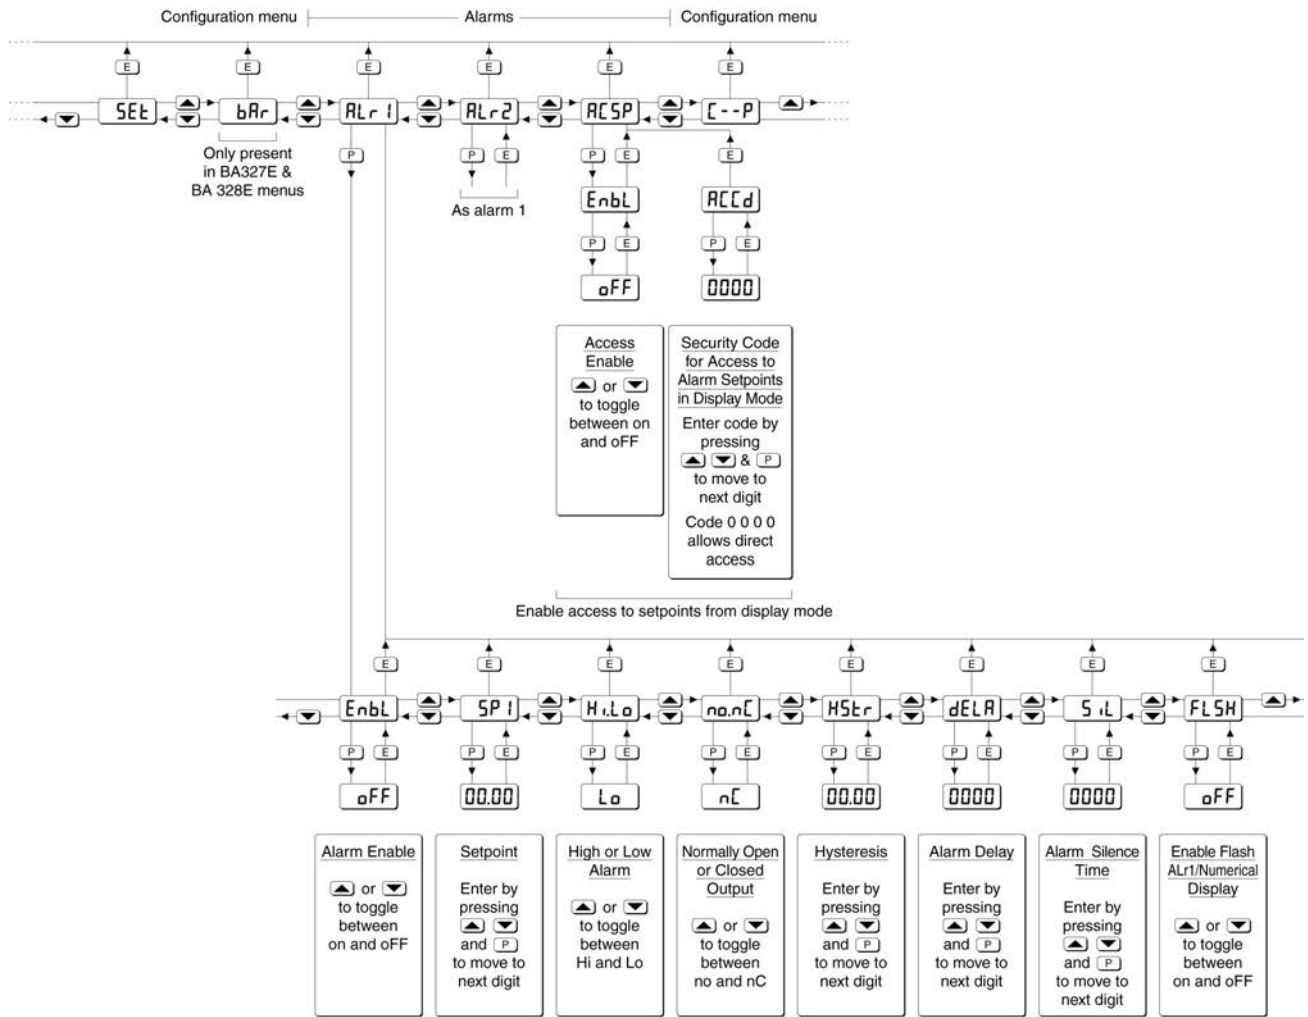 Configuration menu Alarms Configuration menu
E E E E E E
SEt bAr ALr1 ALr2 ACSP C--P
Only present
in BA327E &
BA 328E menus
P P E P E E
As alarm 1
EnbL ACCd
P E P E
oFF 0000
Access
Enable
or
to toggle
between on
and oFF
Security Code
for Access to
Alarm Setpoints
in Display Mode
Enter code by
pressing
& P
to move to
next digit
Code 0 0 0 0
allows direct
access
Enable access to setpoints from display mode
E E E E E E E E
EnbL SP1 Hi.Lo no.nC HStr dELA SiL FLSH
P E P E P E P E P E P E P E P E
oFF 00.00 Lo nC 00.00 0000 0000 oFF
Alarm Enable
or
to toggle
between
on and oFF
Setpoint
Enter by
pressing
and P
to move to
next digit
High or Low
Alarm
or
to toggle
between
Hi and Lo
Normally Open
or Closed
Output
or
to toggle
between
no and nC
Hysteresis
Enter by
pressing
and P
to move to
next digit
Alarm Delay
Enter by
pressing
and P
to move to
next digit
Alarm Silence
Time
Enter by
pressing
and P
to move to
next digit
Enable Flash
ALr1/Numerical
Display
or
to toggle
between
on and oFF